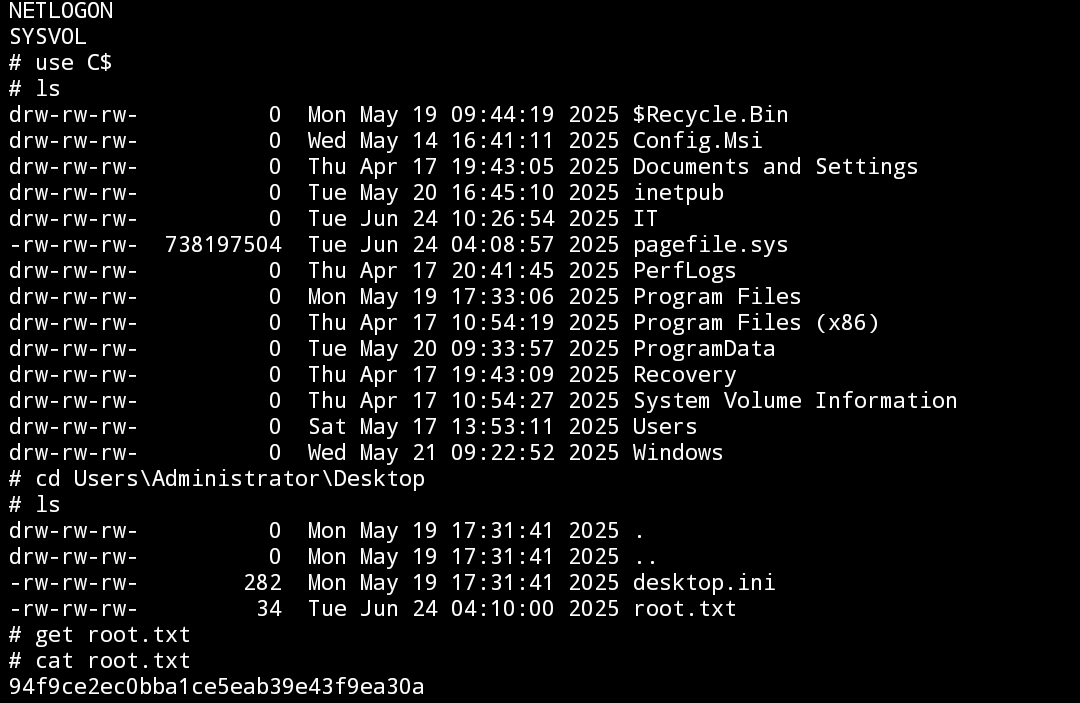 NETLOGON
SYSVOL
# use C$
# ls
drw-rw-rw-          0  Mon May 19 09:44:19 2025 $Recycle.Bin
drw-rw-rw-          0  Wed May 14 16:41:11 2025 Config.Msi
drw-rw-rw-          0  Thu Apr 17 19:43:05 2025 Documents and Settings
drw-rw-rw-          0  Tue May 20 16:45:10 2025 inetpub
drw-rw-rw-          0  Tue Jun 24 10:26:54 2025 IT
-rw-rw-rw-  738197504  Tue Jun 24 04:08:57 2025 pagefile.sys
drw-rw-rw-          0  Thu Apr 17 20:41:45 2025 PerfLogs
drw-rw-rw-          0  Mon May 19 17:33:06 2025 Program Files
drw-rw-rw-          0  Thu Apr 17 10:54:19 2025 Program Files (x86)
drw-rw-rw-          0  Tue May 20 09:33:57 2025 ProgramData
drw-rw-rw-          0  Thu Apr 17 19:43:09 2025 Recovery
drw-rw-rw-          0  Thu Apr 17 10:54:27 2025 System Volume Information
drw-rw-rw-          0  Sat May 17 13:53:11 2025 Users
drw-rw-rw-          0  Wed May 21 09:22:52 2025 Windows
# cd Users\Administrator\Desktop
# ls
drw-rw-rw-          0  Mon May 19 17:31:41 2025 .
drw-rw-rw-          0  Mon May 19 17:31:41 2025 ..
-rw-rw-rw-        282  Mon May 19 17:31:41 2025 desktop.ini
-rw-rw-rw-         34  Tue Jun 24 04:10:00 2025 root.txt
# get root.txt
# cat root.txt
94f9ce2ec0bba1ce5eab39e43f9ea30a